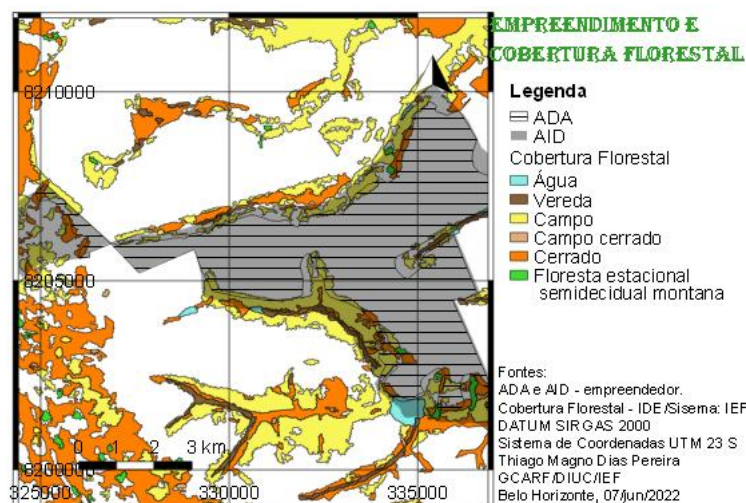 EMPREENDIMENTO E
COBERTURA FLORESTAL
Legenda
ADA
AID
Cobertura Florestal
Água
Vereda
Campo
Campo cerrado
Cerrado
Floresta estacional
semidecidual montana
Fontes:
ADA e AID - empreendedor.
Cobertura Florestal - IDE/Sisema: IEF
DATUM SIRGAS 2000
Sistema de Coordenadas UTM 23 S
Thiago Magno Dias Pereira
GCARF/DIUC/IEF
Belo Horizonte, 07/jun/2022
8210000
8205000
0 1 2 3 km
8200000
325000 330000 335000